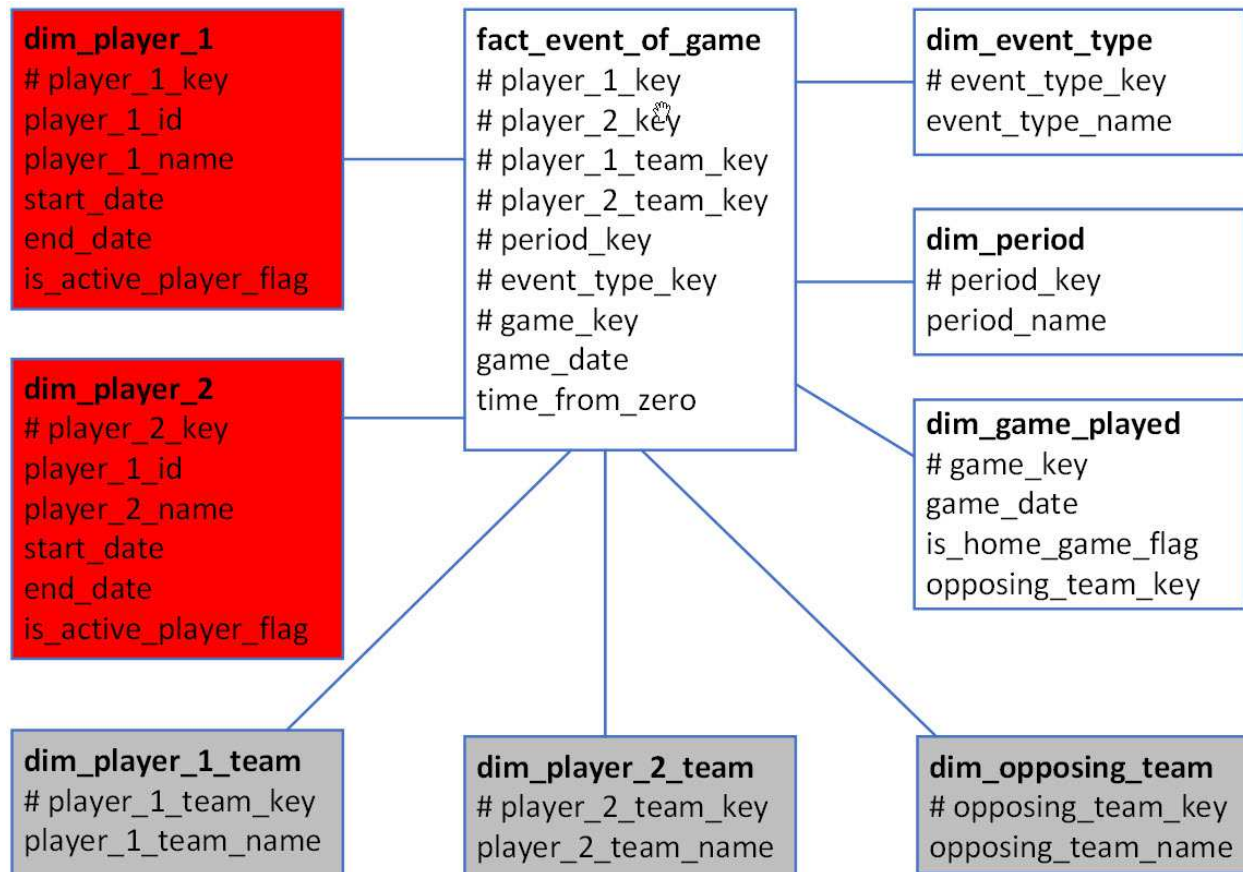 dim_player_1
# player_1_key
player_1_id
player_1_name
start_date
end_date
is_active_player_flag
dim_player_2
# player_2_key
player_1_id
player_2_name
start_date
end_date
is_active_player_flag
fact_event_of_game
# player_1_key
# player_2_key
# player_1_team_key
# player_2_team_key
# period_key
# event_type_key
# game_key
game_date
time_from_zero
dim_event_type
# event_type_key
event_type_name
dim_period
# period_key
period_name
dim_game_played
# game_key
game_date
is_home_game_flag
opposing_team_key
dim_player_1_team
# player_1_team_key
player_1_team_name
dim_player_2_team
# player_2_team_key
player_2_team_name
dim_opposing_team
# opposing_team_key
opposing_team_name